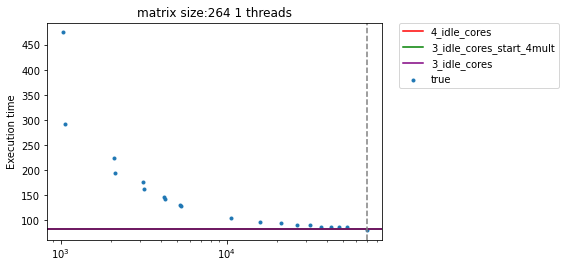 matrix size:264 1 threads
Execution time
450
400
350
300
250
200
150
100
10³
10⁴
4_idle_cores
3_idle_cores_start_4mult
3_idle_cores
true